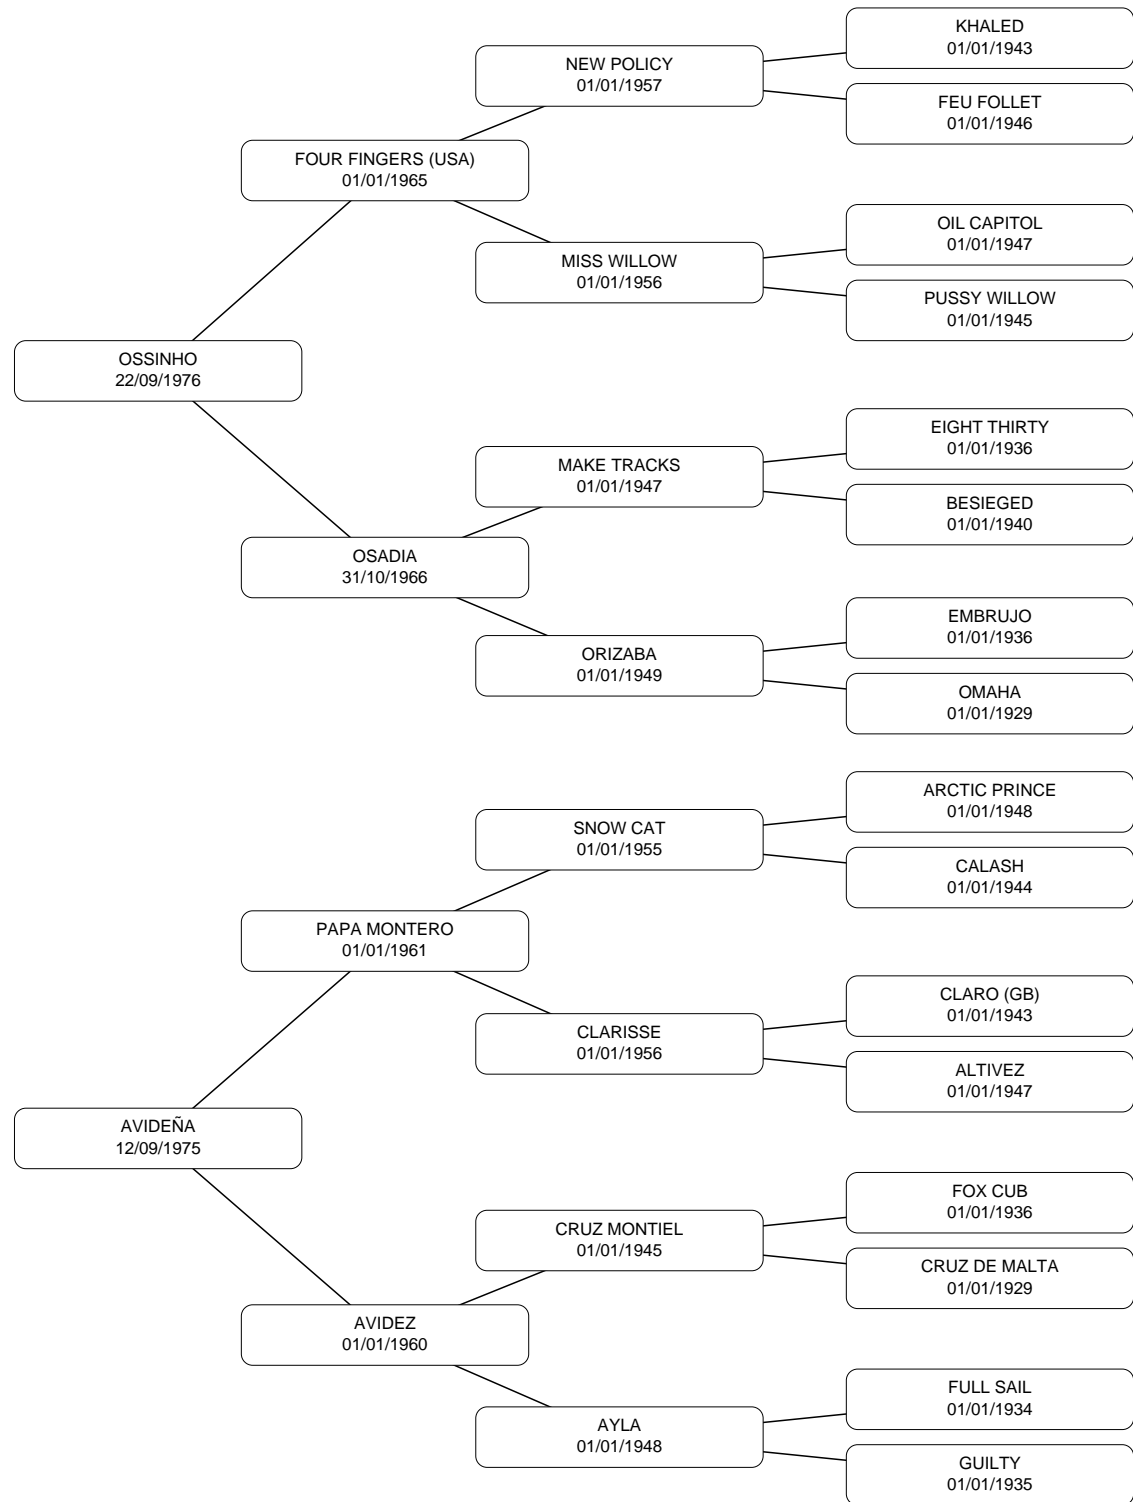 KHALED
01/01/1943
NEW POLICY
01/01/1957
FEU FOLLET
01/01/1946
FOUR FINGERS (USA)
01/01/1965
OIL CAPITOL
01/01/1947
MISS WILLOW
01/01/1956
PUSSY WILLOW
01/01/1945
OSSINHO
22/09/1976
EIGHT THIRTY
01/01/1936
MAKE TRACKS
01/01/1947
BESIEGED
01/01/1940
OSADIA
31/10/1966
EMBRUJO
01/01/1936
ORIZABA
01/01/1949
OMAHA
01/01/1929
ARCTIC PRINCE
01/01/1948
SNOW CAT
01/01/1955
CALASH
01/01/1944
PAPA MONTERO
01/01/1961
CLARO (GB)
01/01/1943
CLARISSE
01/01/1956
ALTIVEZ
01/01/1947
AVIDEÑA
12/09/1975
FOX CUB
01/01/1936
CRUZ MONTIEL
01/01/1945
CRUZ DE MALTA
01/01/1929
AVIDEZ
01/01/1960
FULL SAIL
01/01/1934
AYLA
01/01/1948
GUILTY
01/01/1935